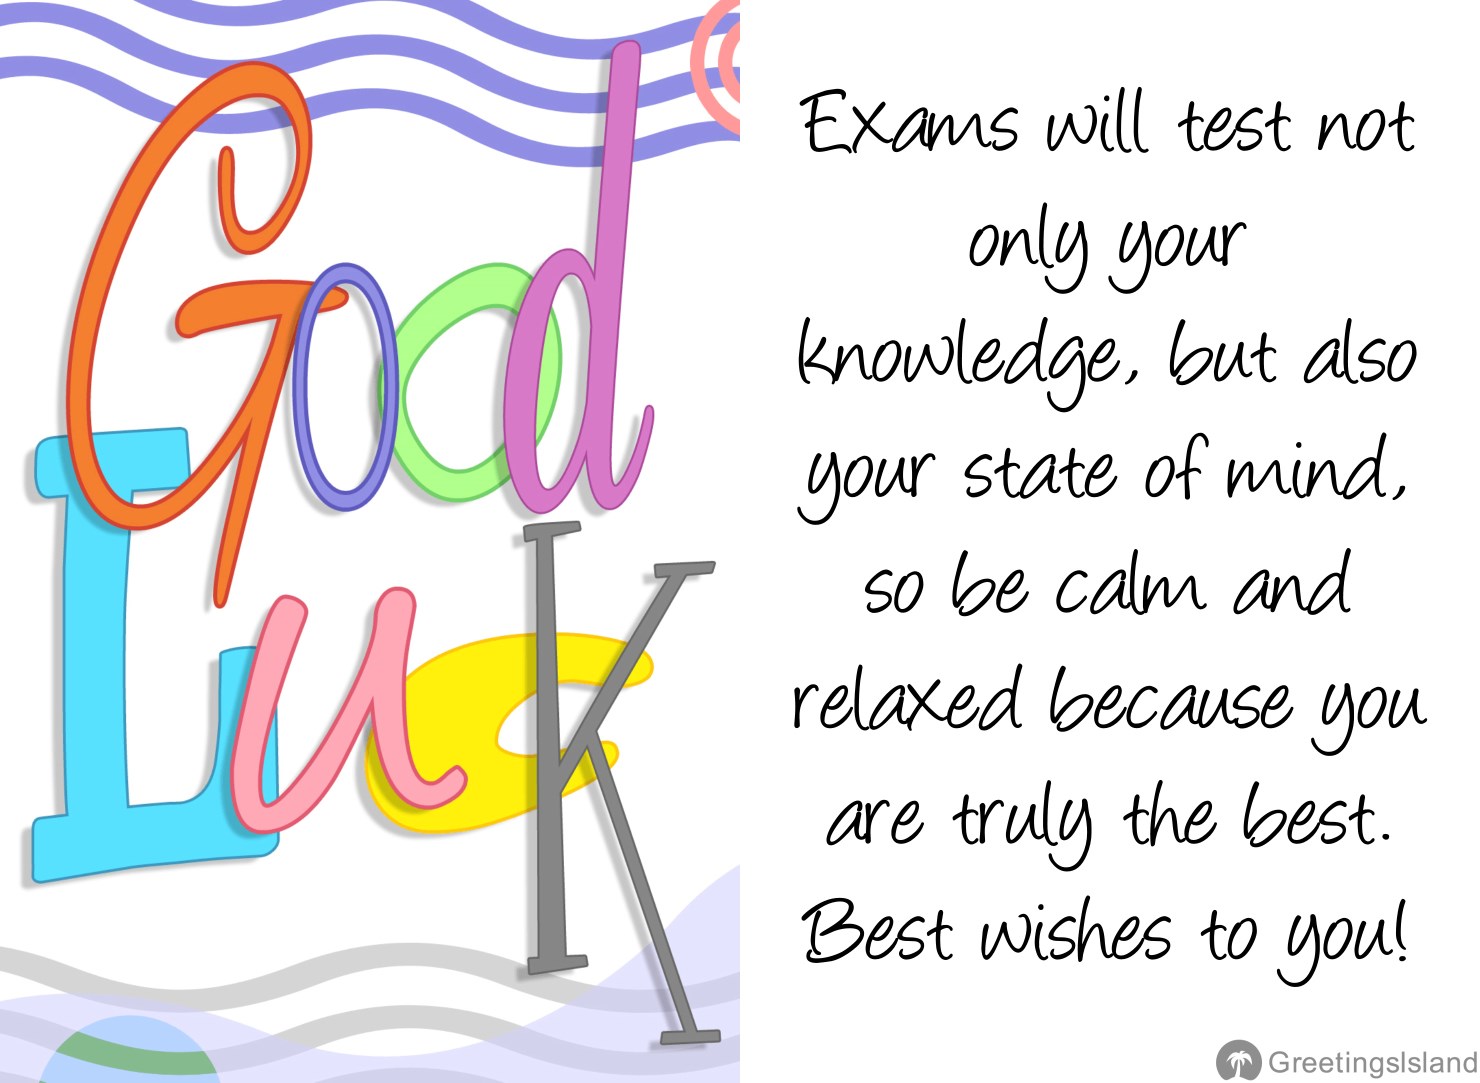 Good
Luck
Exams will test not
only your
knowledge, but also
your state of mind,
so be calm and
relaxed because you
are truly the best.
Best wishes to you!
GreetingsIsland